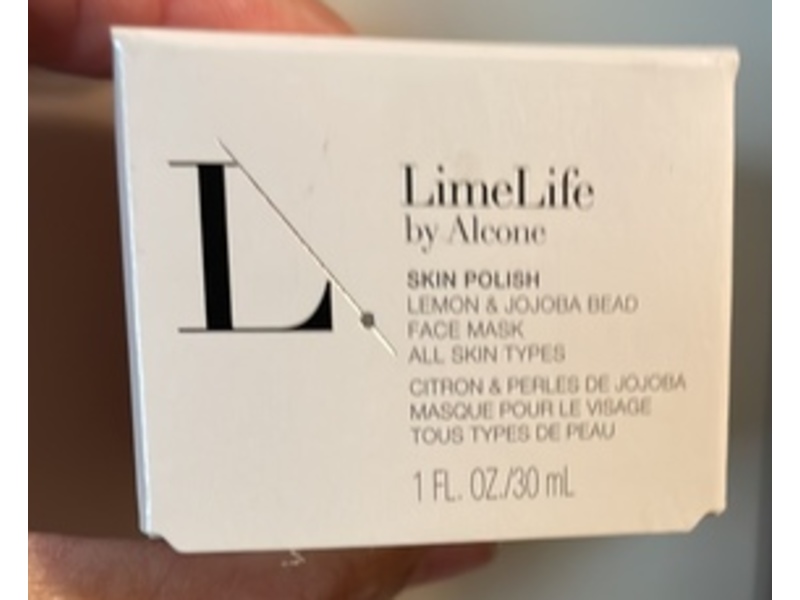 L
LimeLife
by Alcone
SKIN POLISH
LEMON & JOJOBA BEAD
FACE MASK
ALL SKIN TYPES
CITRON & PERLES DE JOJOBA
MASQUE POUR LE VISAGE
TOUS TYPES DE PEAU
1 FL. OZ./30 mL